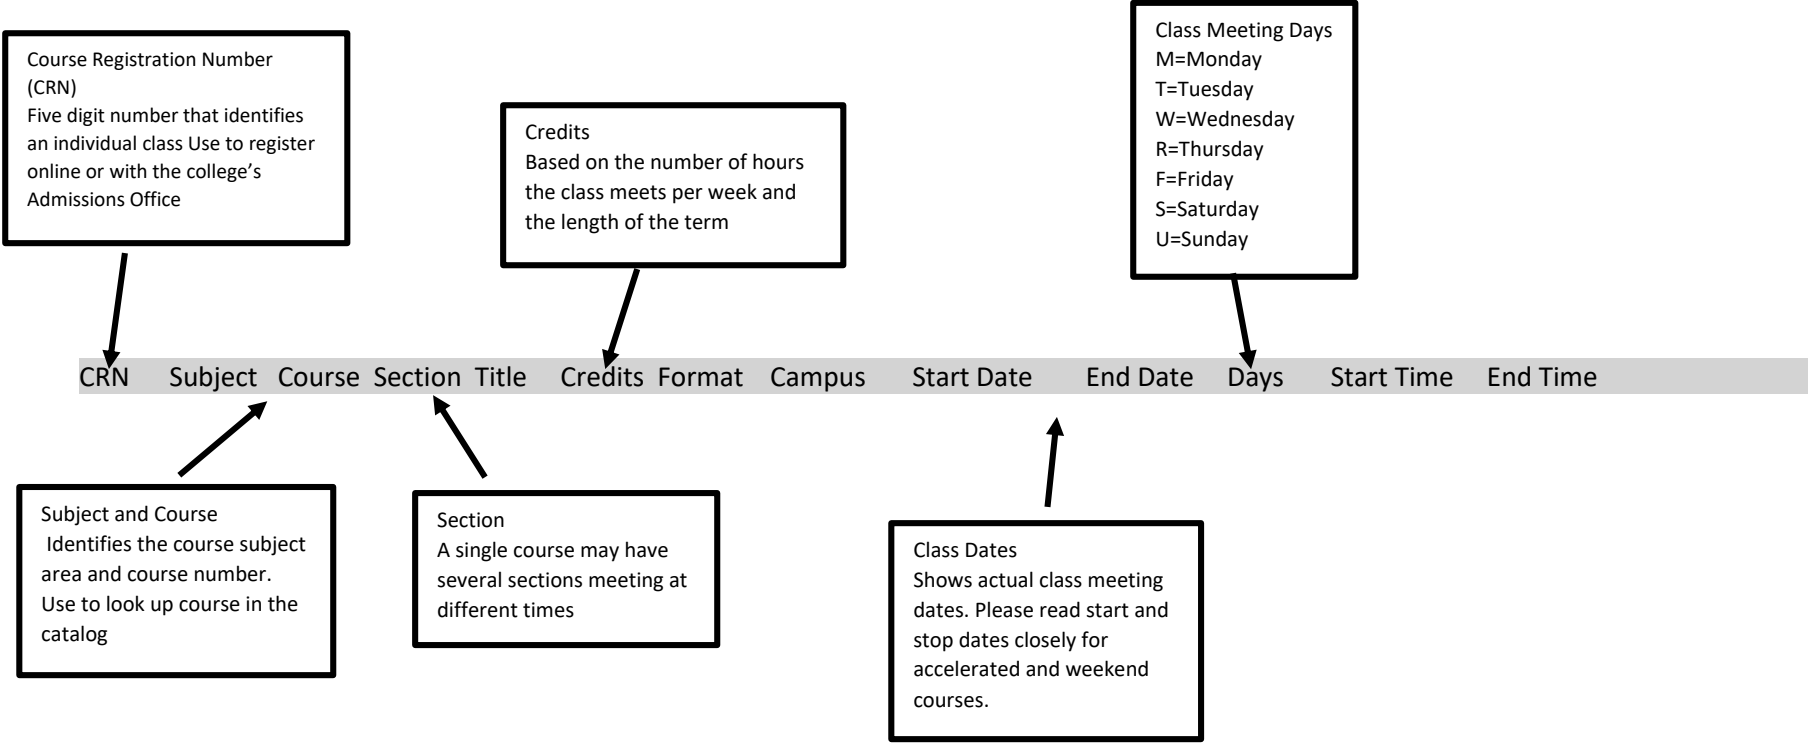 Course Registration Number
(CRN)
Five digit number that identifies
an individual class Use to register
online or with the college’s
Admissions Office
Credits
Based on the number of hours
the class meets per week and
the length of the term
Class Meeting Days
M=Monday
T=Tuesday
W=Wednesday
R=Thursday
F=Friday
S=Saturday
U=Sunday
CRN Subject Course Section Title Credits Format Campus Start Date End Date Days Start Time End Time
Subject and Course
Identifies the course subject
area and course number.
Use to look up course in the
catalog
Section
A single course may have
several sections meeting at
different times
Class Dates
Shows actual class meeting
dates. Please read start and
stop dates closely for
accelerated and weekend
courses.